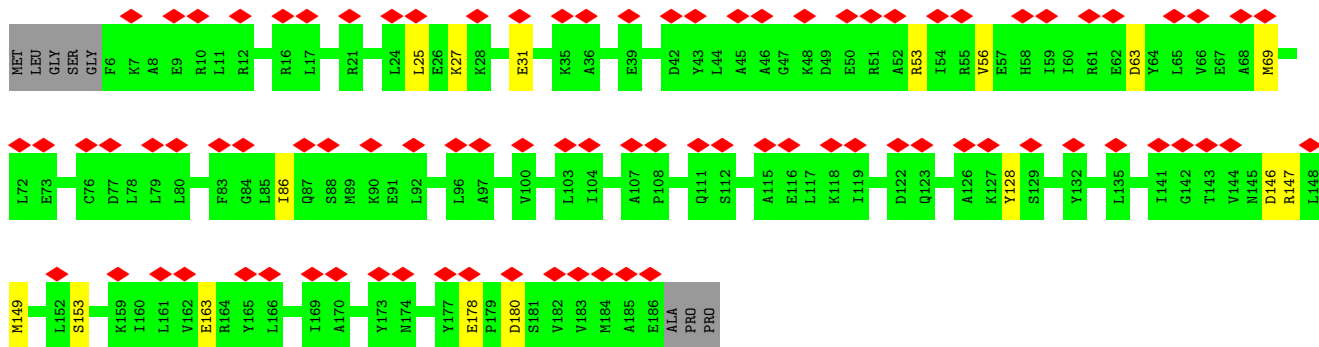 MET LEU GLY SER GLY F6 K7 A8 E9 R10 L11 R12 R16 L17 R21 L24 L25 E26 K27 K28 E31 K35 A36 E39 D42 Y43 L44 A45 A46 G47 K48 D49 E50 R51 A52 R53 I54 R55 V56 E57 H58 I59 I60 R61 E62 D63 Y64 L65 V66 E67 A68 M69
L72 E73 C76 D77 L78 L79 L80 F83 G84 L85 I86 Q87 S88 M89 K90 E91 L92 L96 A97 V100 L103 I104 A107 P108 Q111 S112 A115 E116 L117 K118 I119 D122 Q123 A126 K127 Y128 S129 Y132 L135 I141 G142 T143 V144 N145 D146 R147 L148
M149 L152 S153 K159 I160 L161 V162 E163 R164 Y165 L166 I169 A170 Y173 N174 Y177 E178 P179 D180 S181 V182 V183 M184 A185 E186 ALA PRO PRO